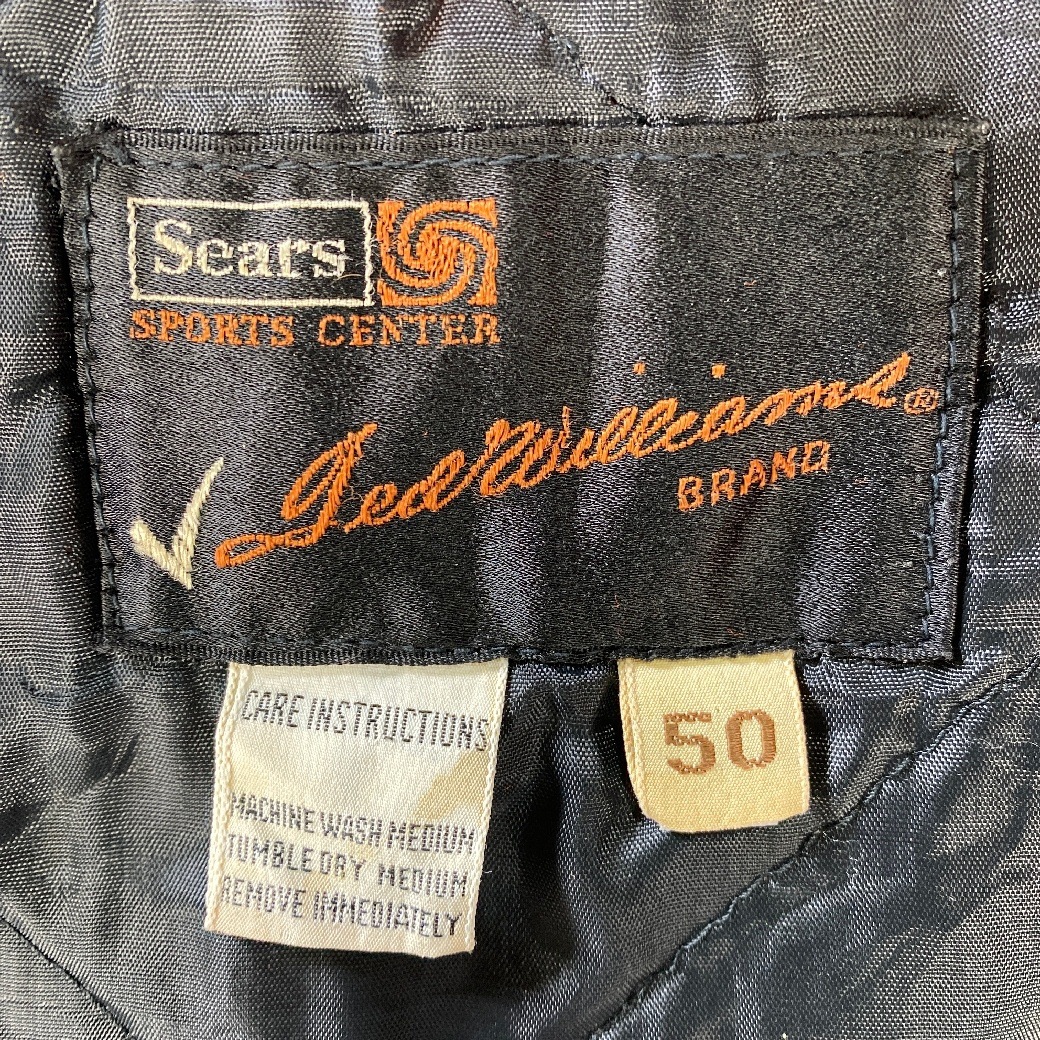 Sears
SPORTS CENTER
Ted Williams®
BRAND
CARE INSTRUCTIONS
MACHINE WASH MEDIUM
TUMBLE DRY MEDIUM
REMOVE IMMEDIATELY
50